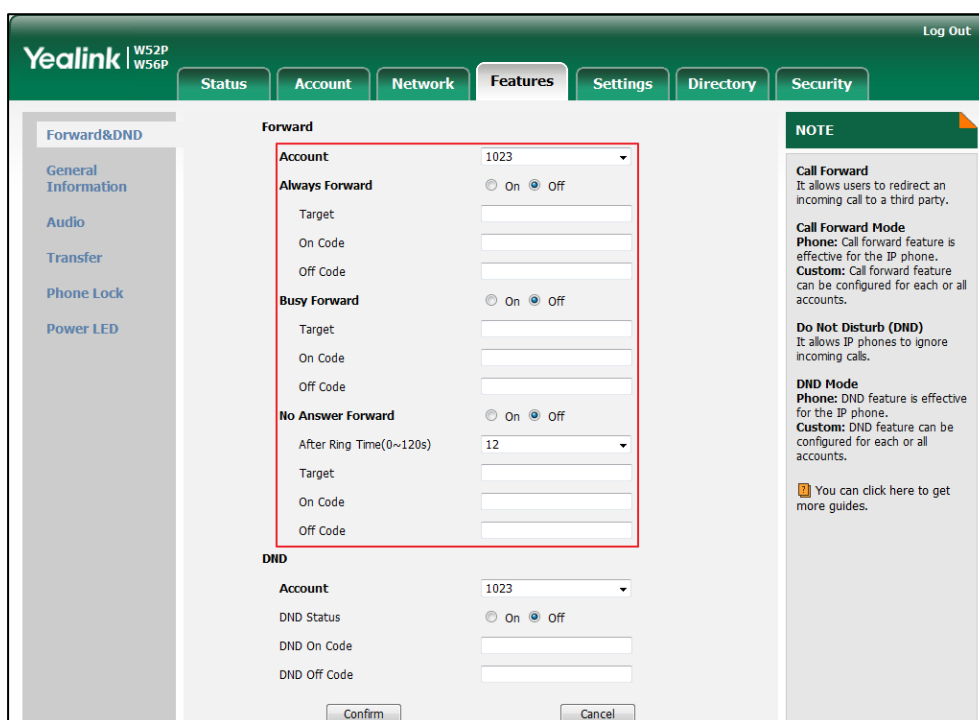 Log Out
Yealink W52P
W56P
Status Account Network Features Settings Directory Security
Forward&DND
General
Information
Audio
Transfer
Phone Lock
Power LED
Forward
Account 1023
Always Forward On Off
Target
On Code
Off Code
Busy Forward On Off
Target
On Code
Off Code
No Answer Forward On Off
After Ring Time(0~120s) 12
Target
On Code
Off Code
DND
Account 1023
DND Status On Off
DND On Code
DND Off Code
Confirm Cancel
NOTE
Call Forward
It allows users to redirect an
incoming call to a third party.
Call Forward Mode
Phone: Call forward feature is
effective for the IP phone.
Custom: Call forward feature
can be configured for each or all
accounts.
Do Not Disturb (DND)
It allows IP phones to ignore
incoming calls.
DND Mode
Phone: DND feature is effective
for the IP phone.
Custom: DND feature can be
configured for each or all
accounts.
? You can click here to get
more guides.